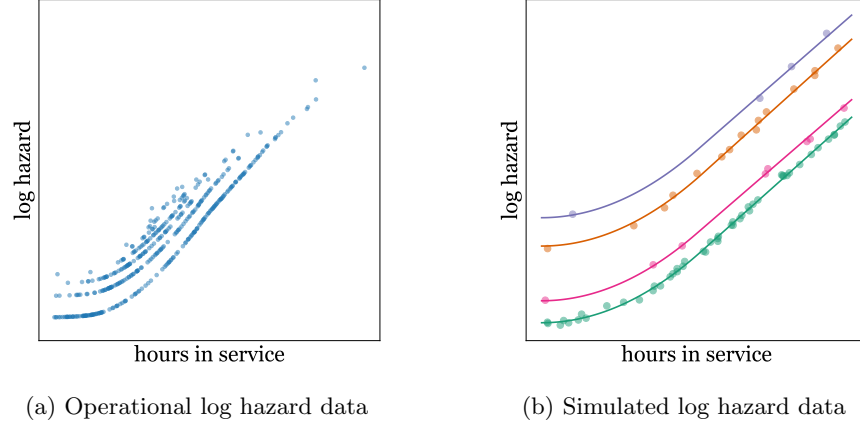 log hazard
hours in service
(a) Operational log hazard data
log hazard
hours in service
(b) Simulated log hazard data